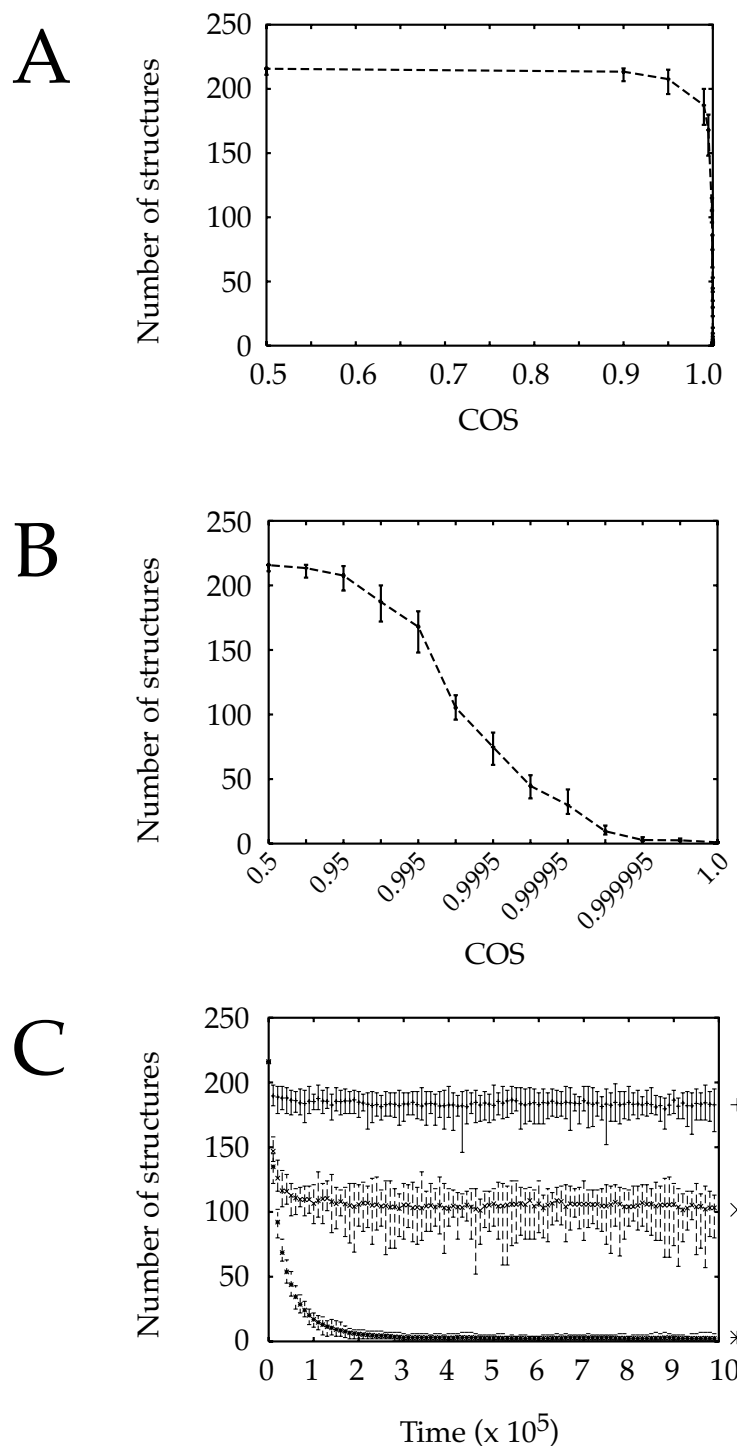 A
Number of structures
250
200
150
100
50
0
0.5 0.6 0.7 0.8 0.9 1.0
COS
B
Number of structures
250
200
150
100
50
0
0.5 0.95 0.995 0.9995 0.99995 0.999995 1.0
COS
C
Number of structures
250
200
150
100
50
0
0 1 2 3 4 5 6 7 8 9 10
Time (x 10⁵)